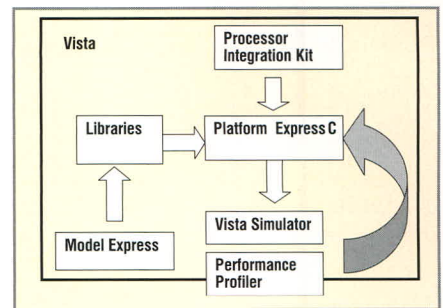 Vista
Processor
Integration Kit
Libraries
Platform Express C
Model Express
Vista Simulator
Performance
Profiler